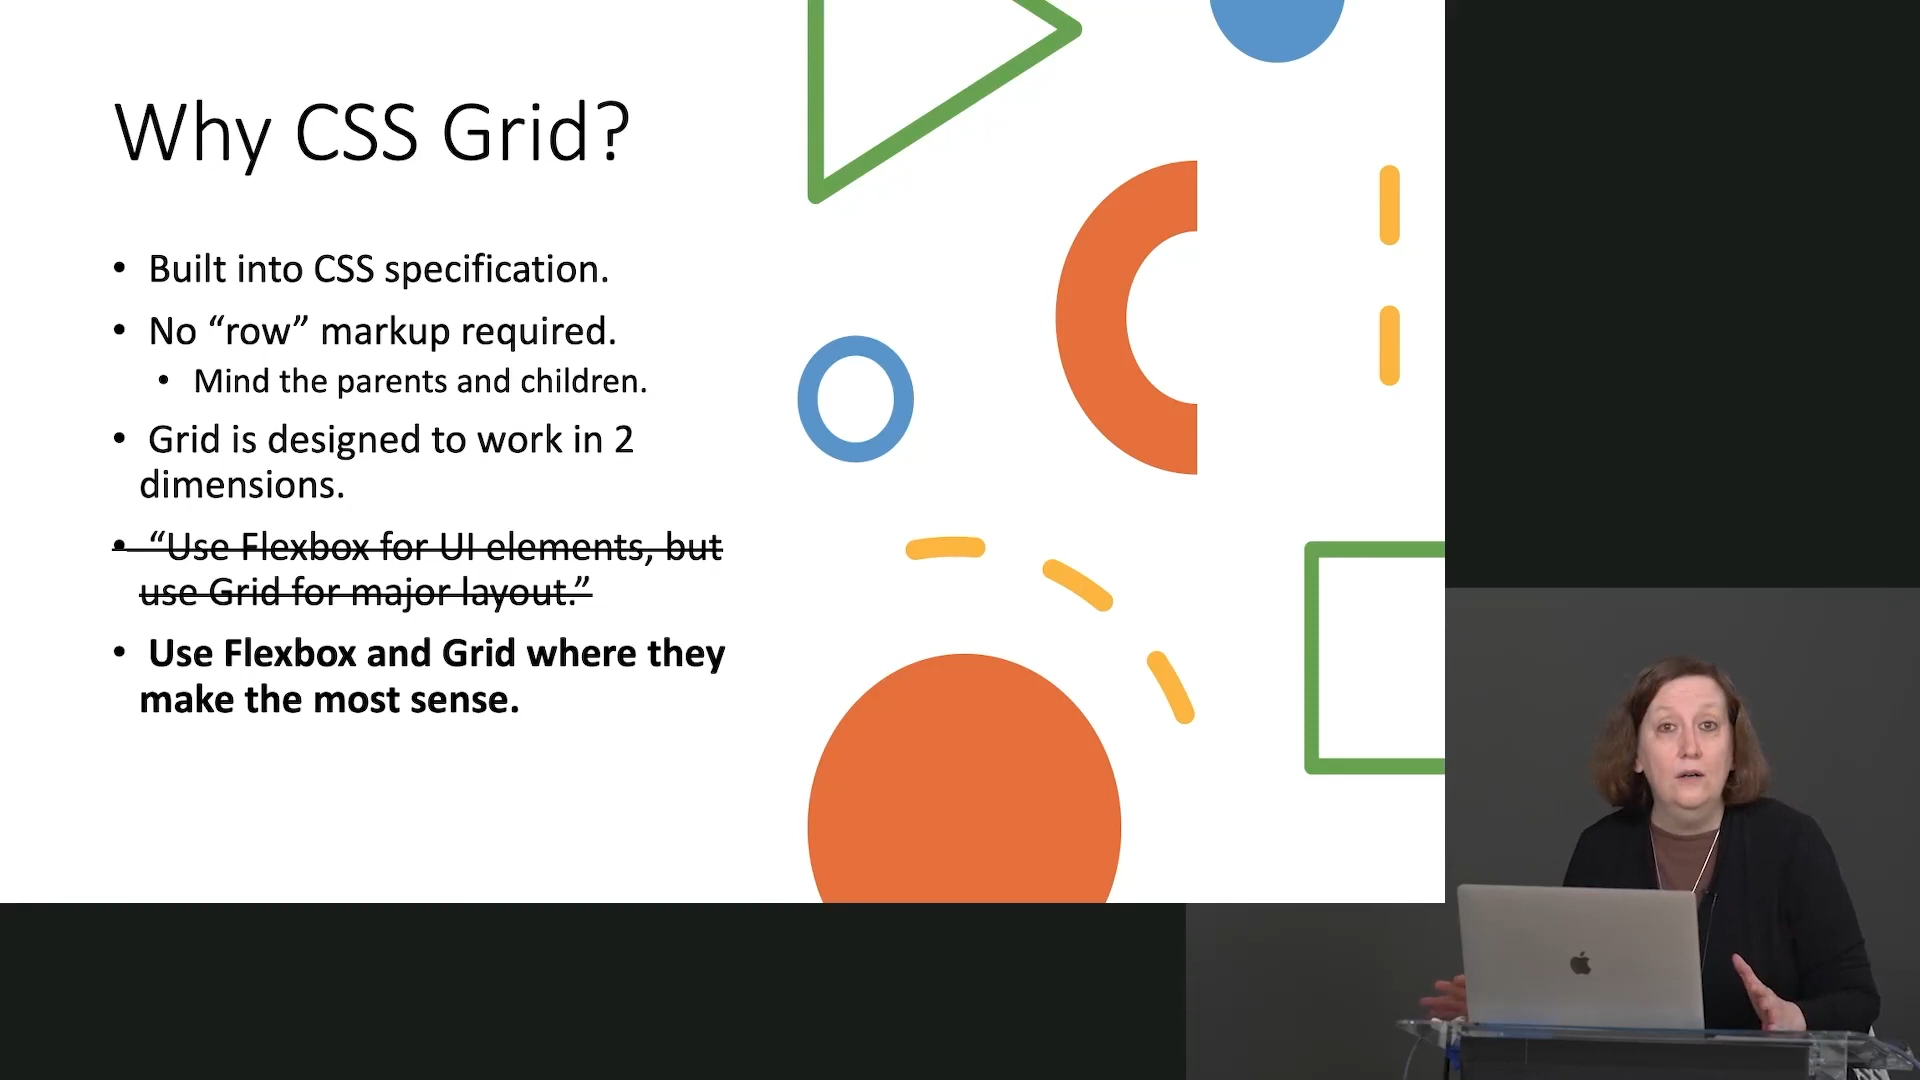 Why CSS Grid?
• Built into CSS specification.
• No “row” markup required.
• Mind the parents and children.
• Grid is designed to work in 2
dimensions.
• “Use Flexbox for UI elements, but
use Grid for major layout.”
• Use Flexbox and Grid where they
make the most sense.